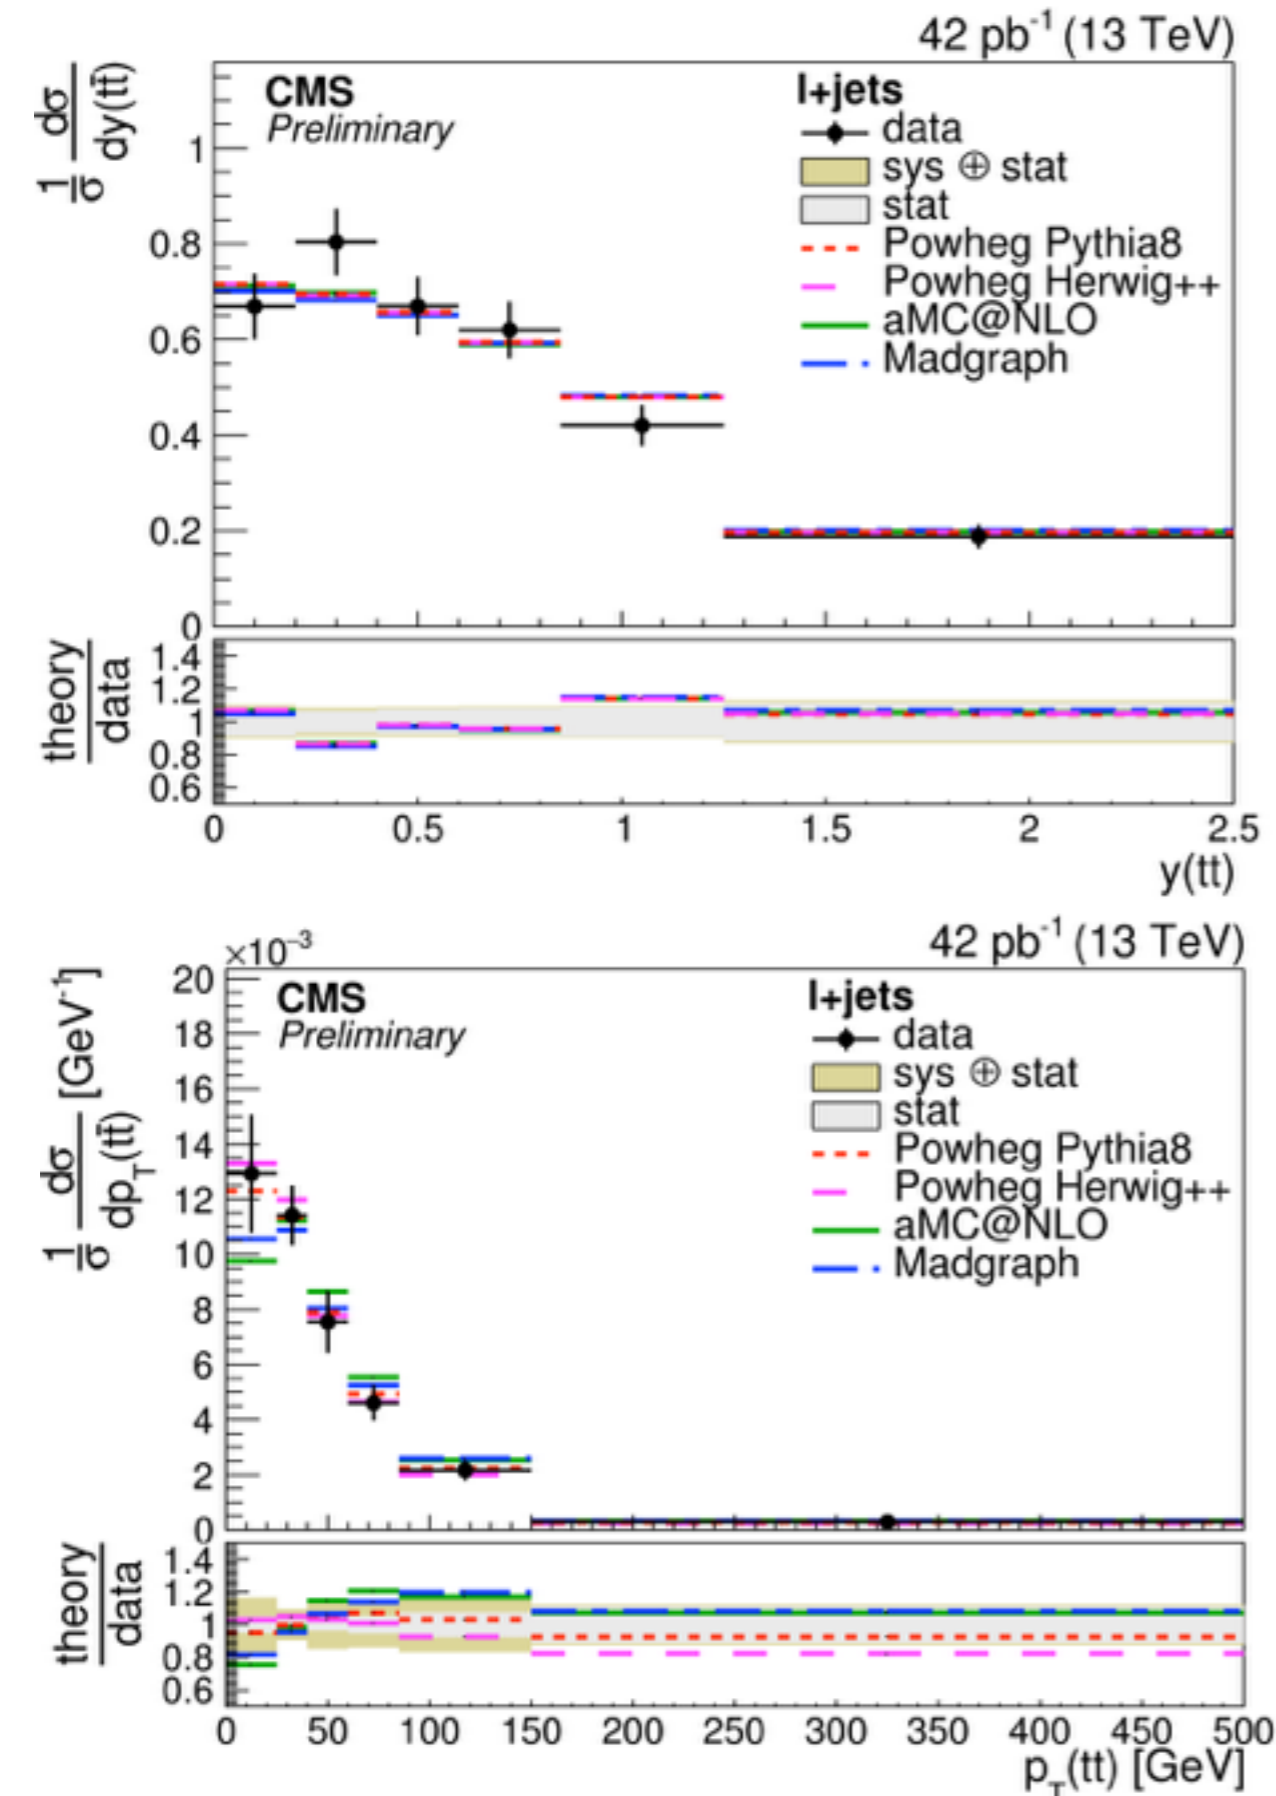 42 pb-1 (13 TeV)
1/σ dσ/dy(tt̄)
CMS
Preliminary
l+jets
data
sys ⊕ stat
stat
Powheg Pythia8
Powheg Herwig++
aMC@NLO
Madgraph
1
0.8
0.6
0.4
0.2
0
theory/data
1.4
1.2
1
0.8
0.6
0 0.5 1 1.5 2 2.5
y(tt)
×10−3
42 pb-1 (13 TeV)
1/σ dσ/dpT(tt̄) [GeV-1]
CMS
Preliminary
l+jets
data
sys ⊕ stat
stat
Powheg Pythia8
Powheg Herwig++
aMC@NLO
Madgraph
20
18
16
14
12
10
8
6
4
2
0
theory/data
1.4
1.2
1
0.8
0.6
0 50 100 150 200 250 300 350 400 450 500
pT(tt) [GeV]